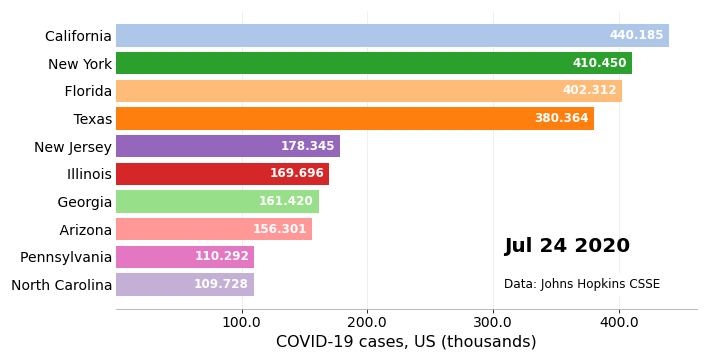 California 440.185
New York 410.450
Florida 402.312
Texas 380.364
New Jersey 178.345
Illinois 169.696
Georgia 161.420
Arizona 156.301
Jul 24 2020
Pennsylvania 110.292
North Carolina 109.728
Data: Johns Hopkins CSSE
100.0 200.0 300.0 400.0
COVID-19 cases, US (thousands)